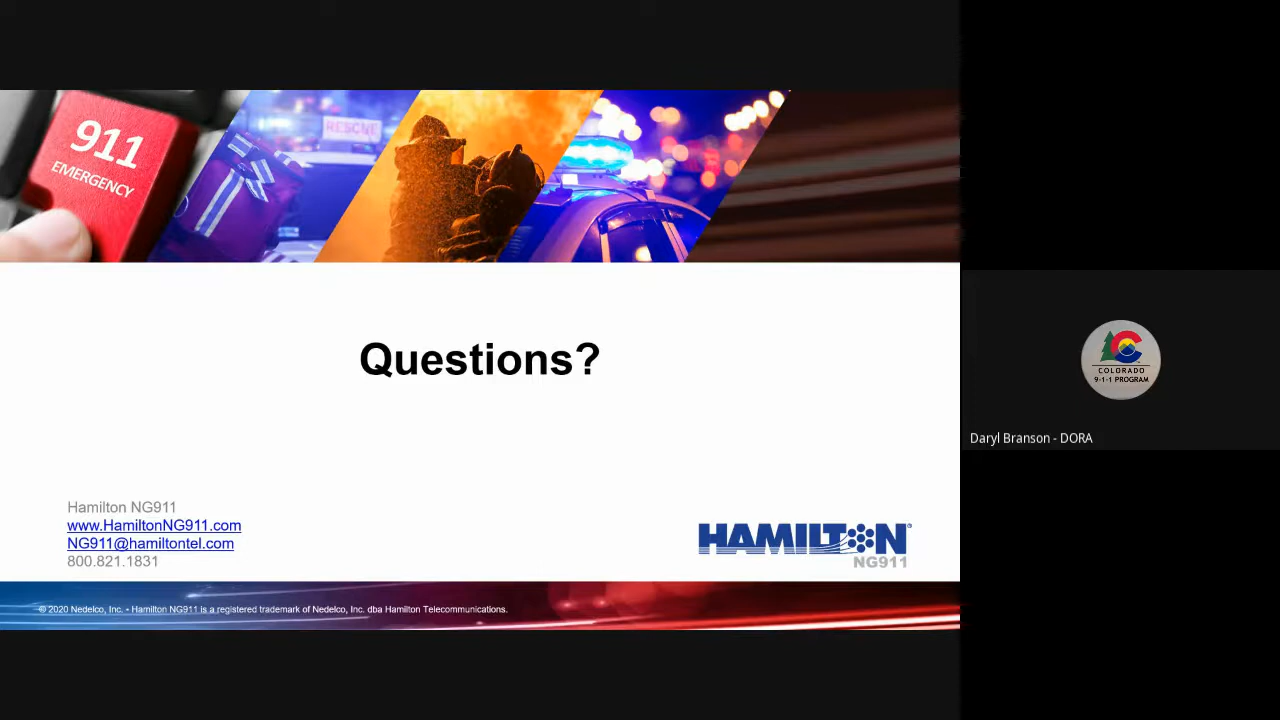 911
EMERGENCY
RESCUE
Questions?
Hamilton NG911
www.HamiltonNG911.com
NG911@hamiltontel.com
800.821.1831
HAMILTON®
NG911
© 2020 Nedelco, Inc. - Hamilton NG911 is a registered trademark of Nedelco, Inc. dba Hamilton Telecommunications.
COLORADO
9-1-1 PROGRAM
Daryl Branson - DORA